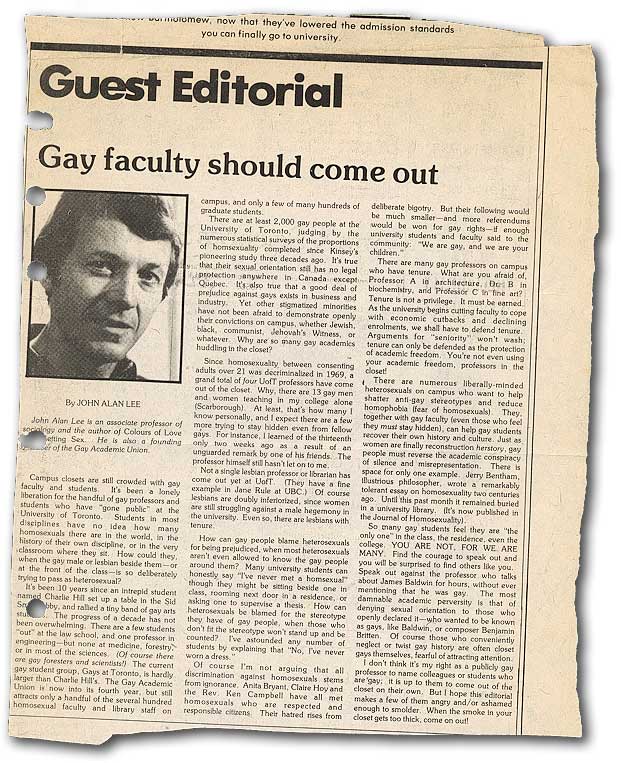 Bartholomew, now that they've lowered the admission standards
you can finally go to university.
Guest Editorial
Gay faculty should come out
By JOHN ALAN LEE
John Alan Lee is an associate professor of
sociology and the author of Colours of Love
Getting Sex. He is also a founding
member of the Gay Academic Union.
Campus closets are still crowded with gay
faculty and students. It's been a lonely
liberation for the handful of gay professors and
students who have "gone public" at the
University of Toronto. Students in most
disciplines have no idea how many
homosexuals there are in the world, in the
history of their own discipline, or in the very
classroom where they sit. How could they,
when the gay male or lesbian beside them—or
at the front of the class—is so deliberately
trying to pass as heterosexual?
It's been 10 years since an intrepid student
named Charlie Hill set up a table in the Sid
Smith lobby, and rallied a tiny band of gay arts
students. The progress of a decade has not
been overwhelming. There are a few students
"out" at the law school, and one professor in
engineering—but none at medicine, forestry,
or in most of the sciences. (Of course there
are gay foresters and scientists!) The current
gay student group, Gays at Toronto, is hardly
larger than Charlie Hill's. The Gay Academic
Union is now into its fourth year, but still
attracts only a handful of the several hundred
homosexual faculty and library staff on
campus, and only a few of many hundreds of
graduate students.
There are at least 2,000 gay people at the
University of Toronto, judging by the
numerous statistical surveys of the proportions
of homsexuality completed since Kinsey's
pioneering study three decades ago. It's true
that their sexual orientation still has no legal
protection anywhere in Canada except
Quebec. It's also true that a good deal of
prejudice against gays exists in business and
industry. Yet other stigmatized minorities
have not been afraid to demonstrate openly
their convictions on campus, whether Jewish,
black, communist, Jehovah's Witness, or
whatever. Why are so many gay academics
huddling in the closet?
Since homosexuality between consenting
adults over 21 was decriminalized in 1969, a
grand total of four UofT professors have come
out of the closet. Why, there are 13 gay men
and women teaching in my college alone
(Scarborough). At least, that's how many I
know personally, and I expect there are a few
more trying to stay hidden even from fellow
gays. For instance, I learned of the thirteenth
only two weeks ago as a result of an
unguarded remark by one of his friends. The
professor himself still hasn't let on to me.
Not a single lesbian professor or librarian has
come out yet at UofT. (They have a fine
example in Jane Rule at UBC.) Of course
lesbians are doubly inferiorized, since women
are still struggling against a male hegemony in
the university. Even so, there are lesbians with
tenure.
How can gay people blame heterosexuals
for being prejudiced, when most heterosexuals
aren't even allowed to know the gay people
around them? Many university students can
honestly say "I've never met a homsexual"
though they might be sitting beside one in
class, rooming next door in a residence, or
asking one to supervise a thesis. How can
heterosexuals be blamed for the stereotype
they have of gay people, when those who
don't fit the stereotype won't stand up and be
counted? I've astounded any number of
students by explaining that "No, I've never
worn a dress."
Of course I'm not arguing that all
discrimination against homosexuals stems
from ignorance. Anita Bryant, Claire Hoy and
the Rev. Ken Campbell have all met
homosexuals who are respected and
responsible citizens. Their hatred rises from
deliberate bigotry. But their following would
be much smaller—and more referendums
would be won for gay rights—if enough
university students and faculty said to the
community: "We are gay, and we are your
children."
There are many gay professors on campus
who have tenure. What are you afraid of,
Professor A in architecture, Dr. B in
biochemistry, and Professor C in fine art?
Tenure is not a privilege. It must be earned.
As the university begins cutting faculty to cope
with economic cutbacks and declining
enrolments, we shall have to defend tenure.
Arguments for "seniority" won't wash;
tenure can only be defended as the protection
of academic freedom. You're not even using
your academic freedom, professors in the
closet!
There are numerous liberally-minded
heterosexuals on campus who want to help
shatter anti-gay stereotypes and reduce
homophobia (fear of homosexuals). They,
together with gay faculty (even those who feel
they must stay hidden), can help gay students
recover their own history and culture. Just as
women are finally reconstruction herstory, gay
people must reverse the academic conspiracy
of silence and misrepresentation. There is
space for only one example. Jerry Bentham,
illustrious philosopher, wrote a remarkably
tolerant essay on homosexuality two centuries
ago. Until this past month it remained buried
in a university library. (It's now published in
the Journal of Homosexuality).
So many gay students feel they are "the
only one" in the class, the residence, even the
college. YOU ARE NOT, FOR WE ARE
MANY. Find the courage to speak out and
you will be surprised to find others like you.
Speak out against the professor who talks
about James Baldwin for hours, without ever
mentioning that he was gay. The most
damnable academic perversity is that of
denying sexual orientation to those who
openly declared it—who wanted to be known
as gays, like Baldwin, or composer Benjamin
Britten. Of course those who conveniently
neglect or twist gay history are often closet
gays themselves, fearful of attracting attention.
I don't think it's my right as a publicly gay
professor to name colleagues or students who
are gay; it is up to them to come out of the
closet on their own. But I hope this editorial
makes a few of them angry and/or ashamed
enough to smolder. When the smoke in your
closet gets too thick, come on out!